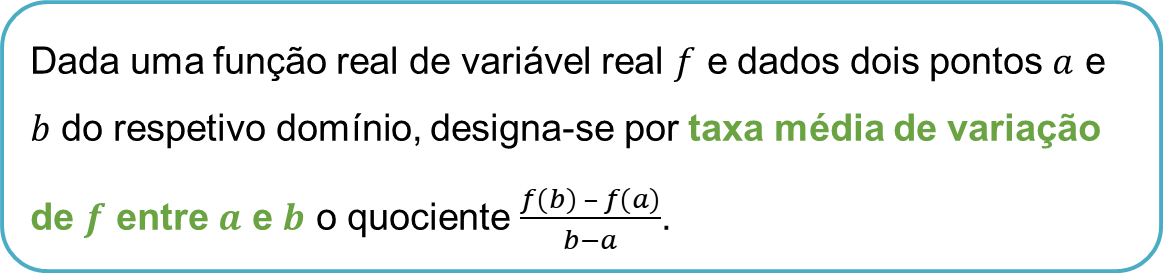 Dada uma função real de variável real 𝑓 e dados dois pontos 𝑎 e
𝑏 do respetivo domínio, designa-se por taxa média de variação
de 𝒇 entre 𝒂 e 𝒃 o quociente 𝑓(𝑏) – 𝑓(𝑎) / 𝑏−𝑎.